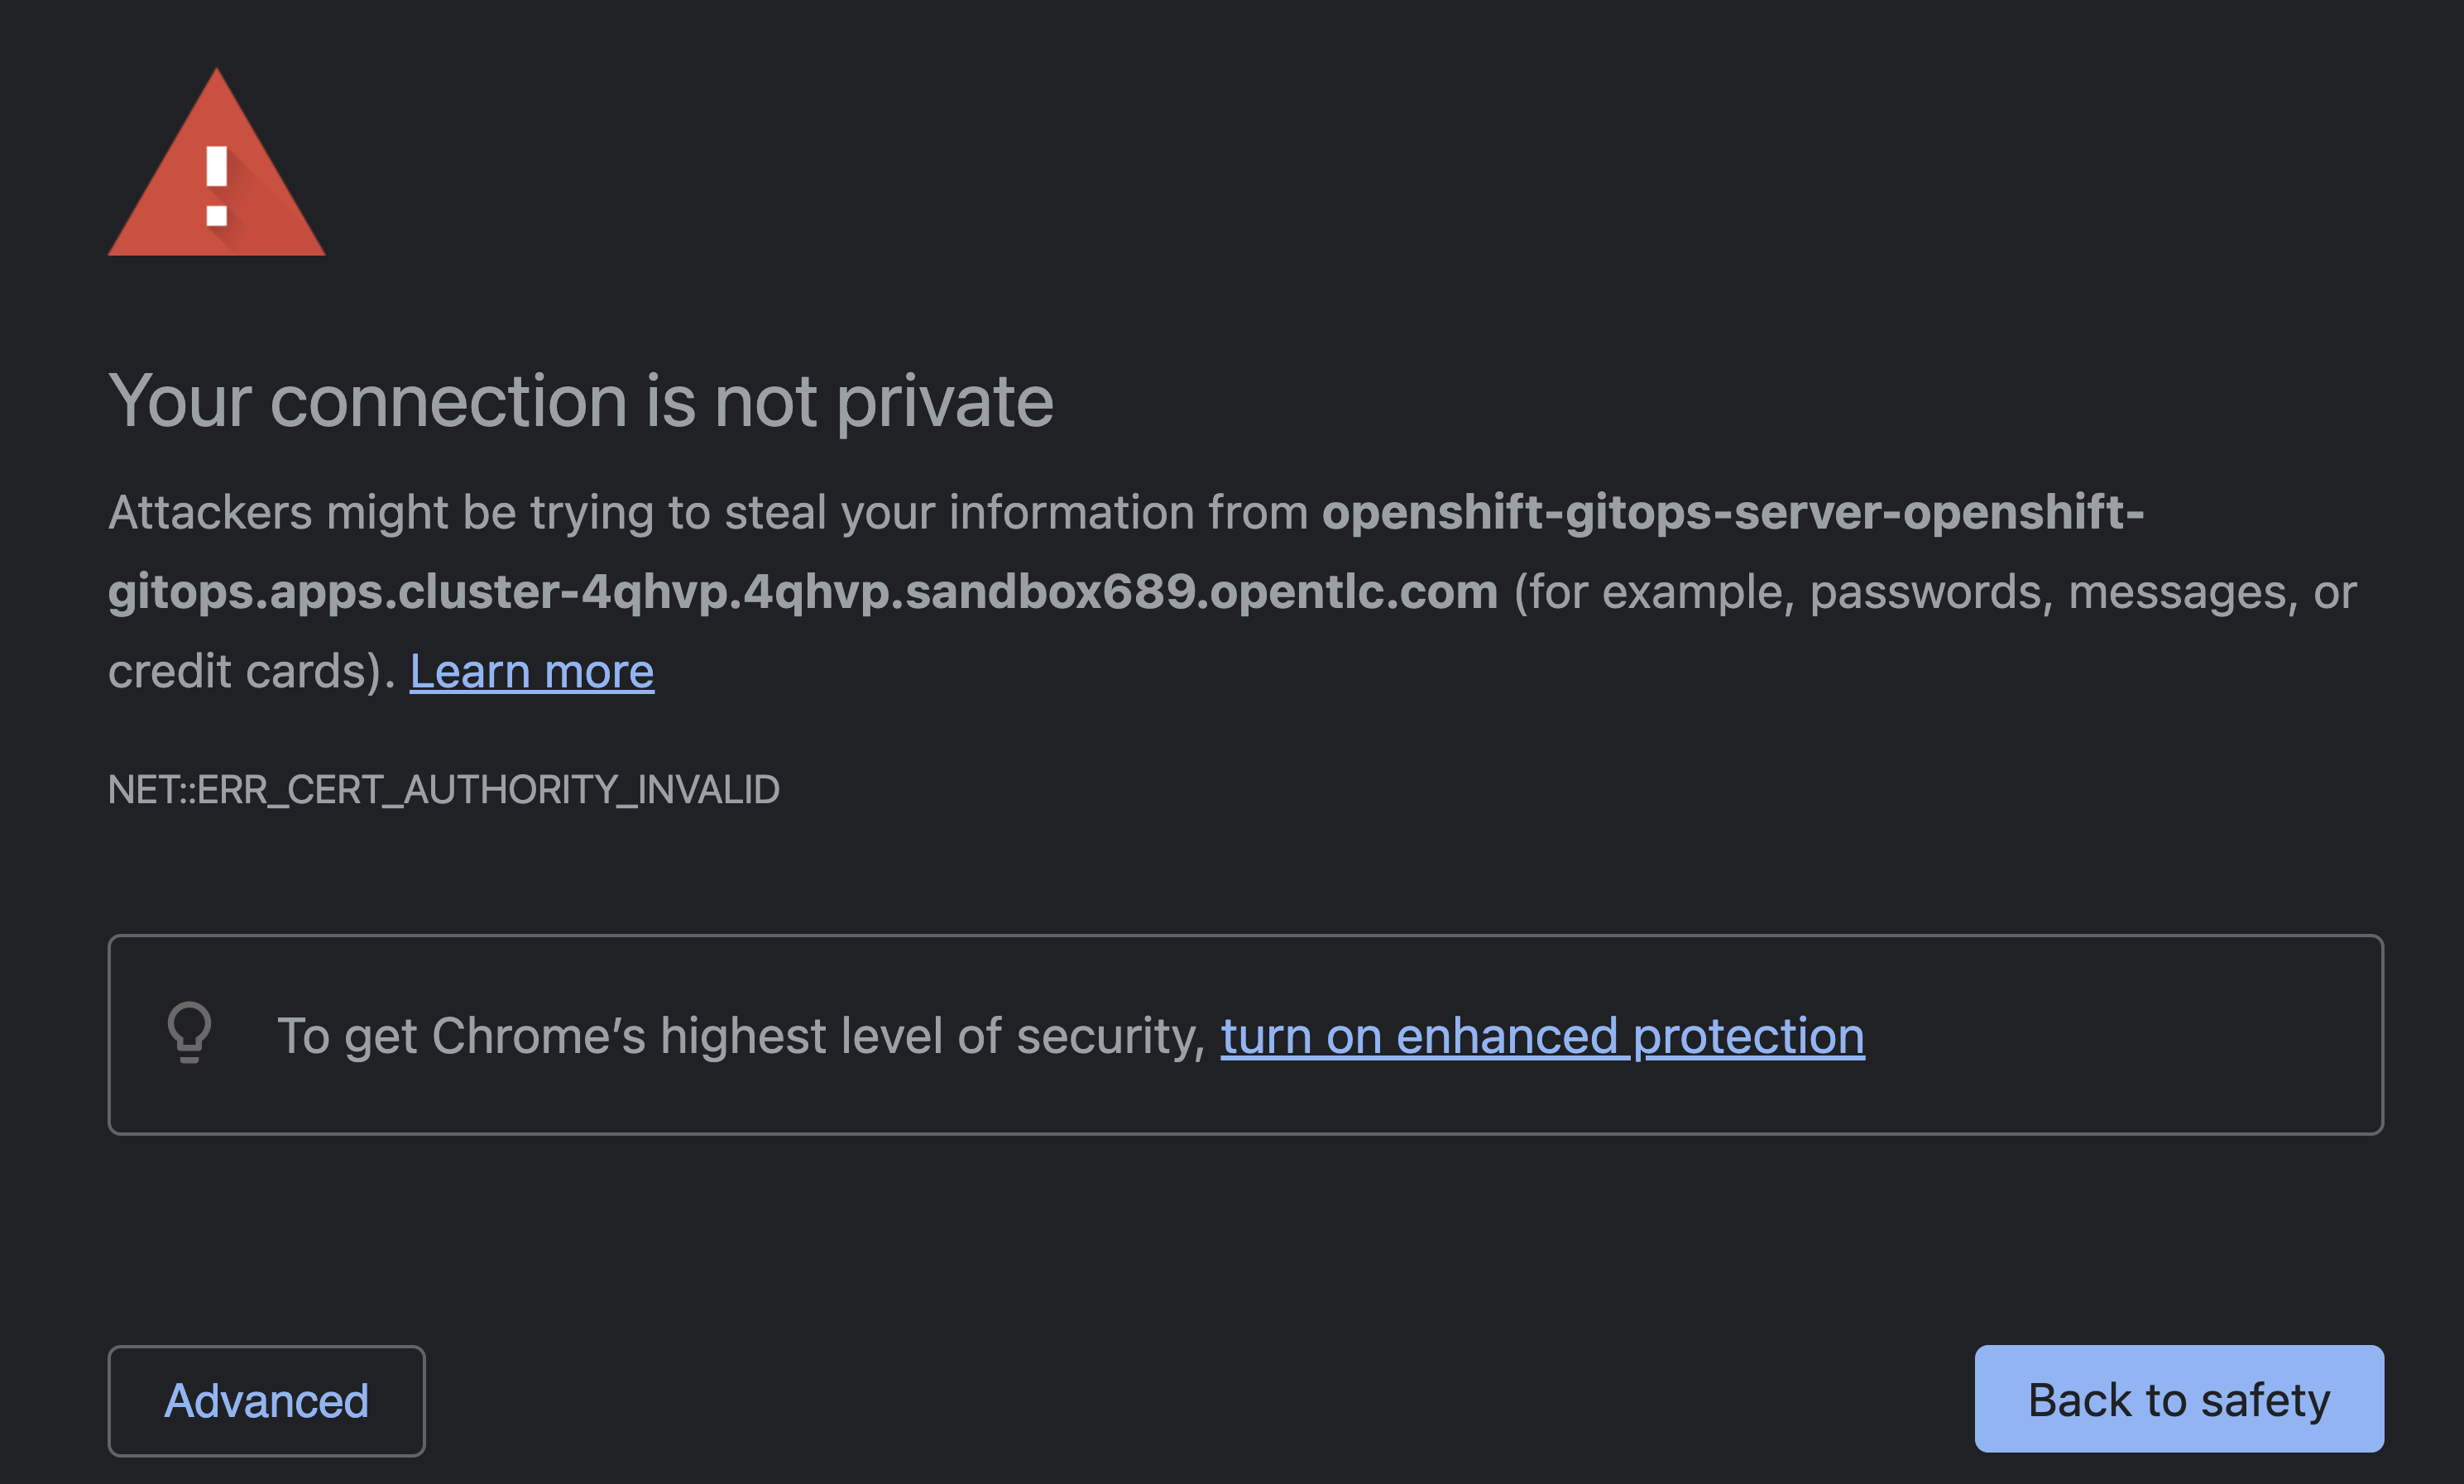 Your connection is not private
Attackers might be trying to steal your information from openshift-gitops-server-openshift-
gitops.apps.cluster-4qhvp.4qhvp.sandbox689.opentlc.com (for example, passwords, messages, or
credit cards). Learn more
NET::ERR_CERT_AUTHORITY_INVALID
To get Chrome’s highest level of security, turn on enhanced protection
Advanced
Back to safety